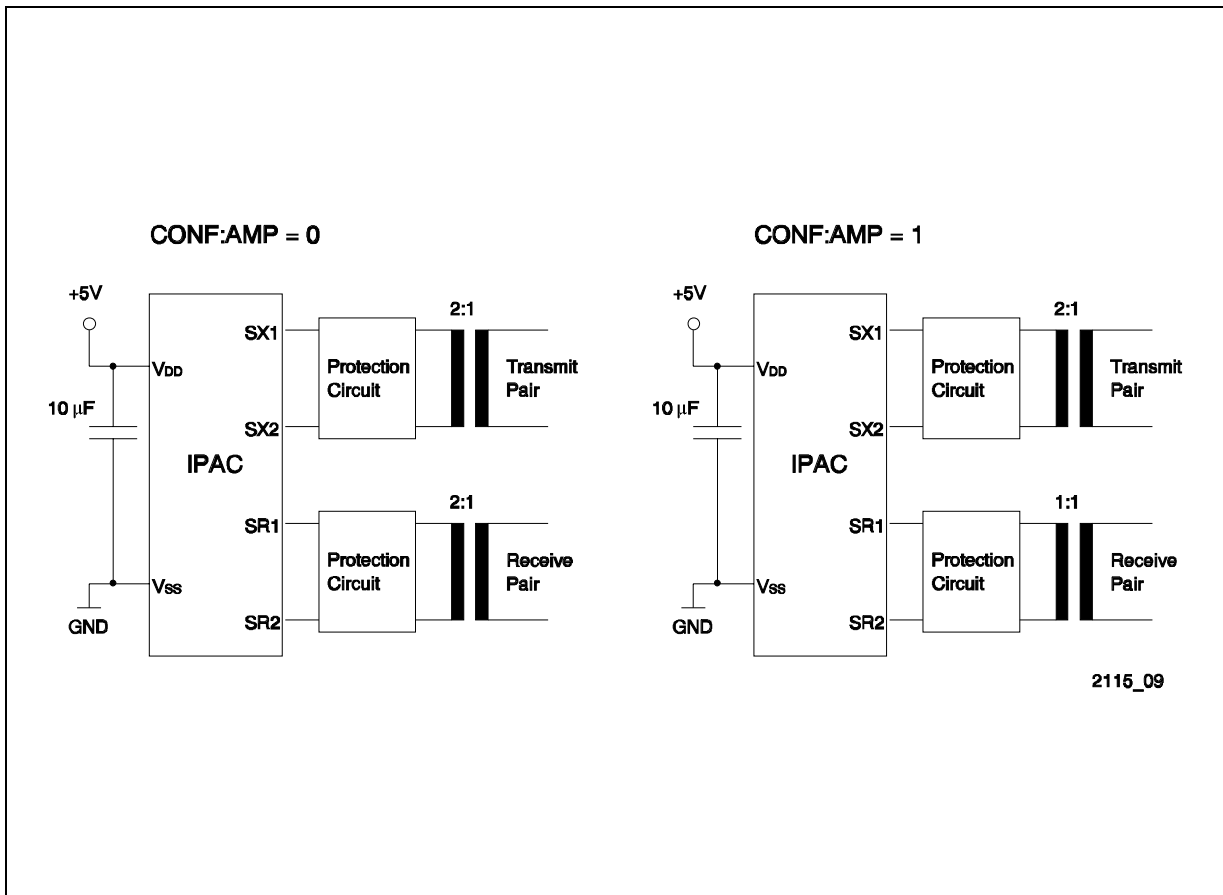 CONF:AMP = 0
+5V
2:1
SX1
VDD
Protection
Circuit
Transmit
Pair
10 µF
SX2
IPAC
2:1
SR1
Protection
Circuit
Receive
Pair
VSS
GND
SR2
CONF:AMP = 1
+5V
2:1
SX1
VDD
Protection
Circuit
Transmit
Pair
10 µF
SX2
IPAC
1:1
SR1
Protection
Circuit
Receive
Pair
VSS
GND
SR2
2115_09